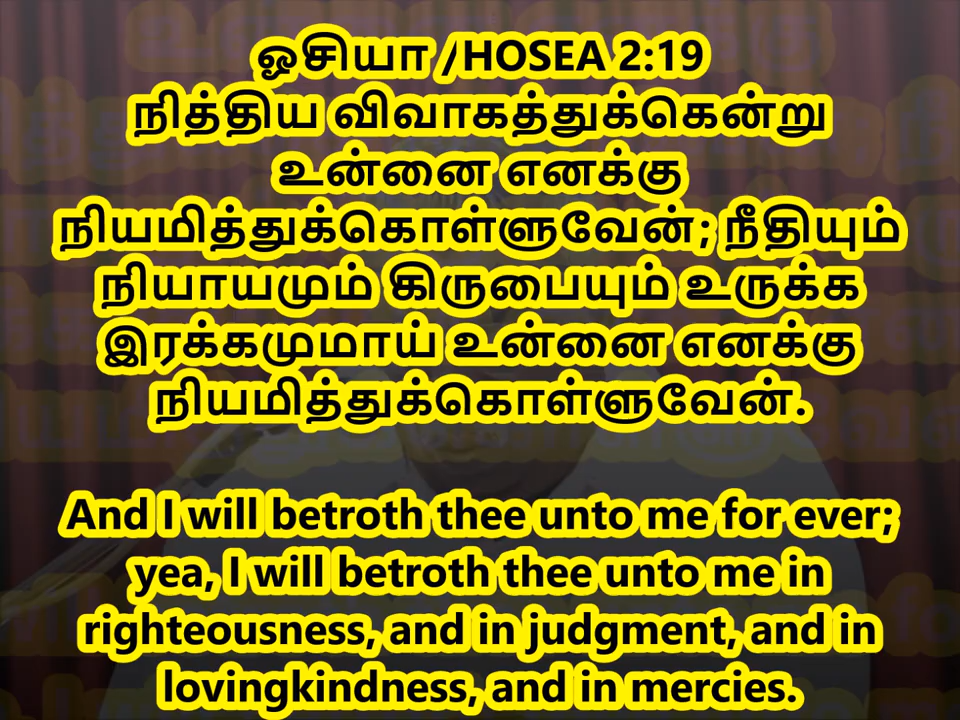 ஓசியா /HOSEA 2:19
நித்திய விவாகத்துக்கென்று
உன்னை எனக்கு
நியமித்துக்கொள்ளுவேன்; நீதியும்
நியாயமும் கிருபையும் உருக்க
இரக்கமுமாய் உன்னை எனக்கு
நியமித்துக்கொள்ளுவேன்.
And I will betroth thee unto me for ever;
yea, I will betroth thee unto me in
righteousness, and in judgment, and in
lovingkindness, and in mercies.